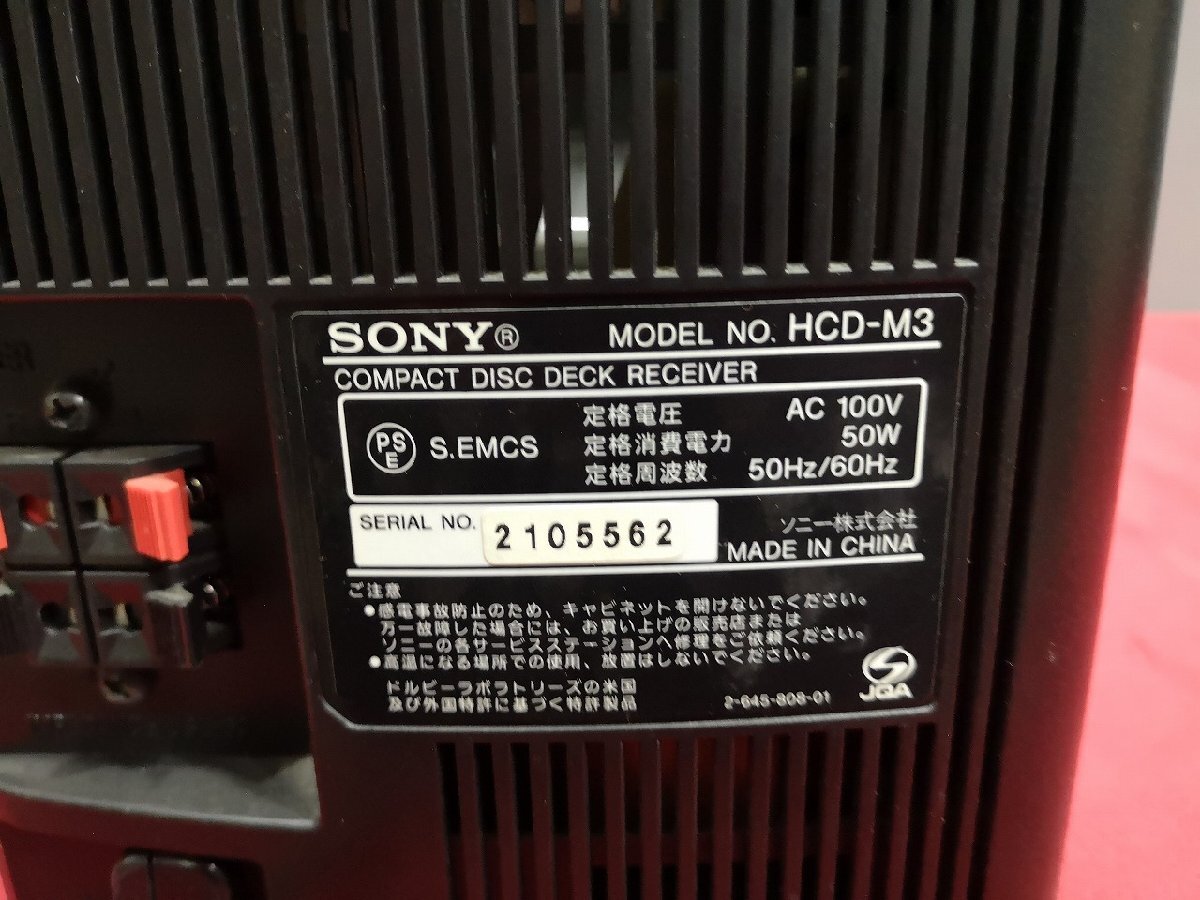 SONY® MODEL NO. HCD-M3
COMPACT DISC DECK RECEIVER
PSE S.EMCS
定格電圧 AC 100V
定格消費電力 50W
定格周波数 50Hz/60Hz
SERIAL NO. 2105562
ソニー株式会社
MADE IN CHINA
ご注意
●感電事故防止のため、キャビネットを開けないでください。
万一故障した場合には、お買い上げの販売店または
ソニーの各サービスステーションへ修理をご依頼ください。
●高温になる場所での使用、放置はしないでください。
ドルビーラボラトリーズの米国
及び外国特許に基づく特許製品
2-645-808-01
JQA